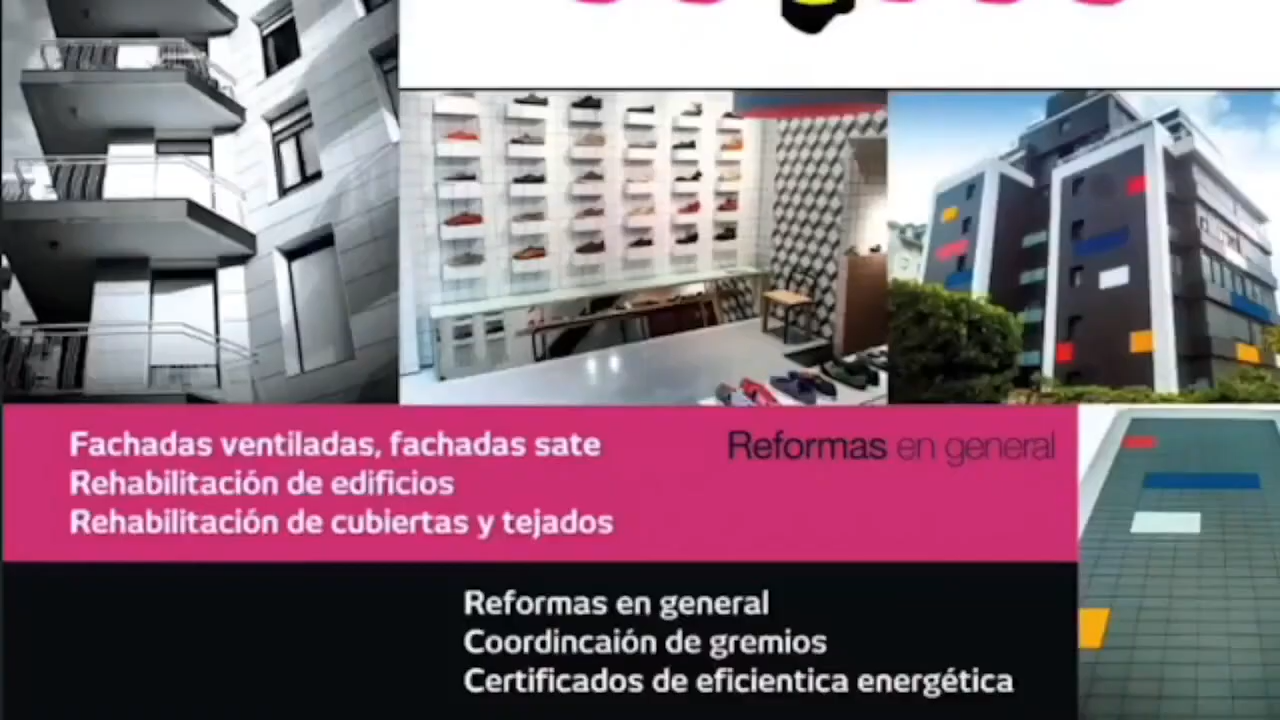 Fachadas ventiladas, fachadas sate
Rehabilitación de edificios
Rehabilitación de cubiertas y tejados
Reformas en general
Reformas en general
Coordincaión de gremios
Certificados de eficientica energética